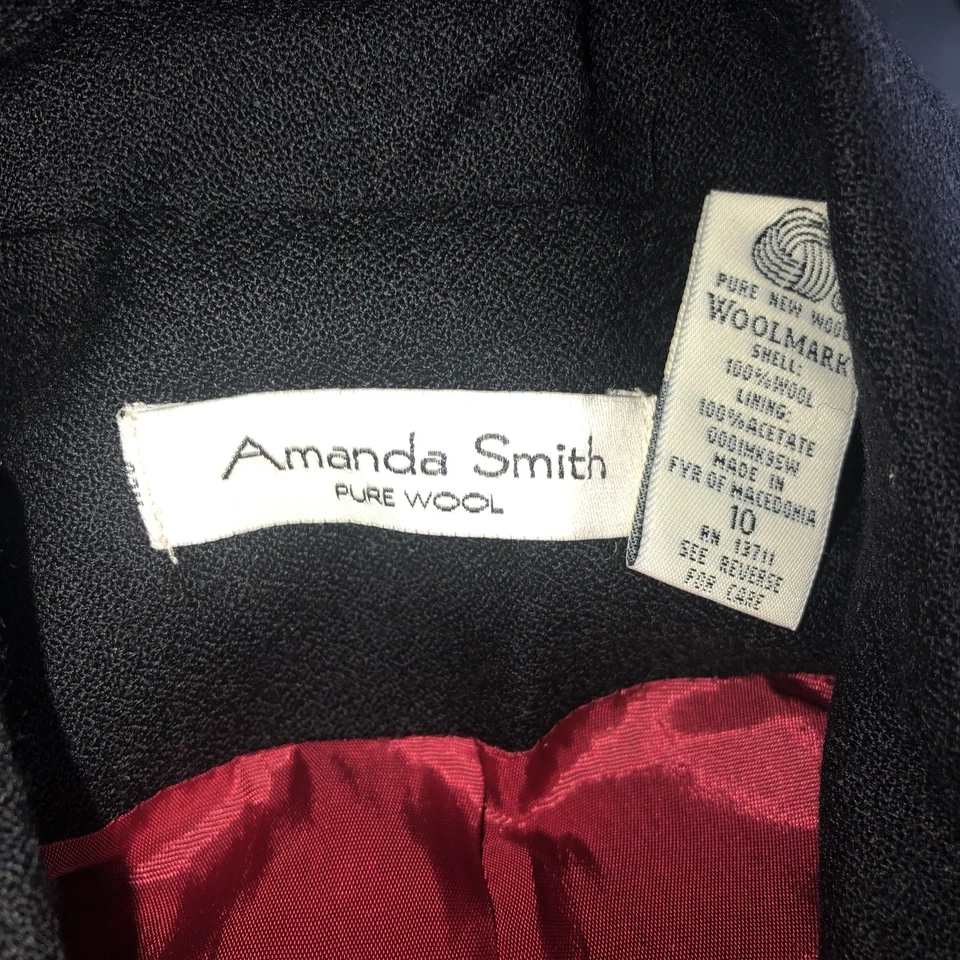 Amanda Smith
PURE WOOL
PURE NEW WOOL
WOOLMARK
SHELL:
100%WOOL
LINING:
100%ACETATE
MADE IN
FYR OF MACEDONIA
10
RN 13711
SEE REVERSE
FOR CARE